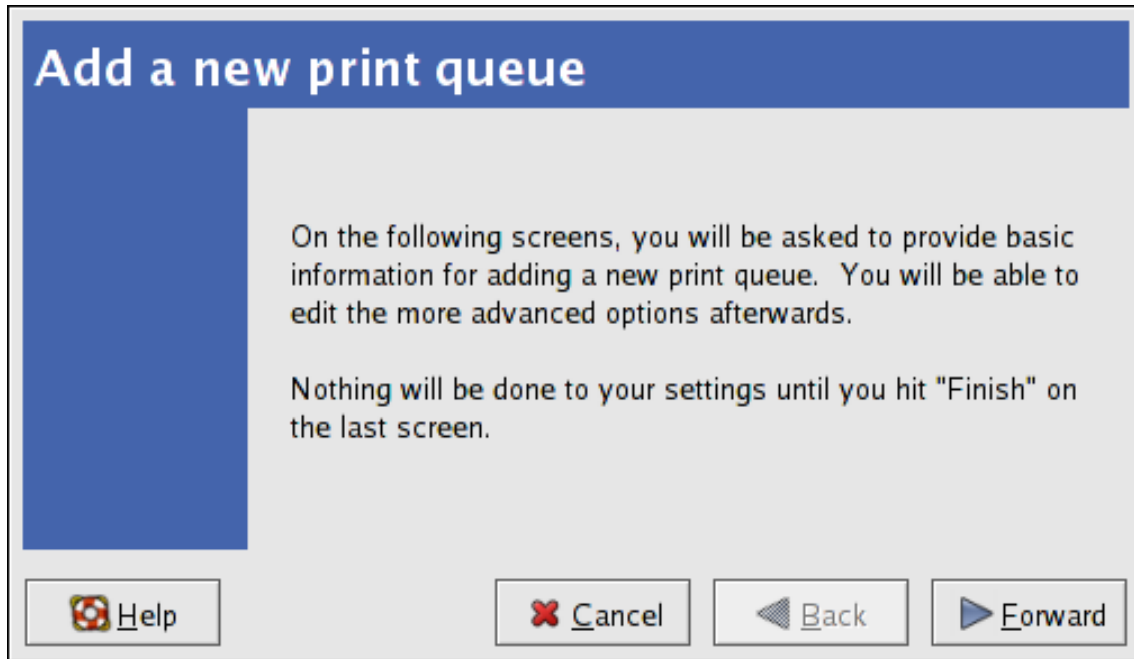 Add a new print queue
On the following screens, you will be asked to provide basic
information for adding a new print queue.  You will be able to
edit the more advanced options afterwards.
Nothing will be done to your settings until you hit "Finish" on
the last screen.
Help
Cancel
Back
Forward